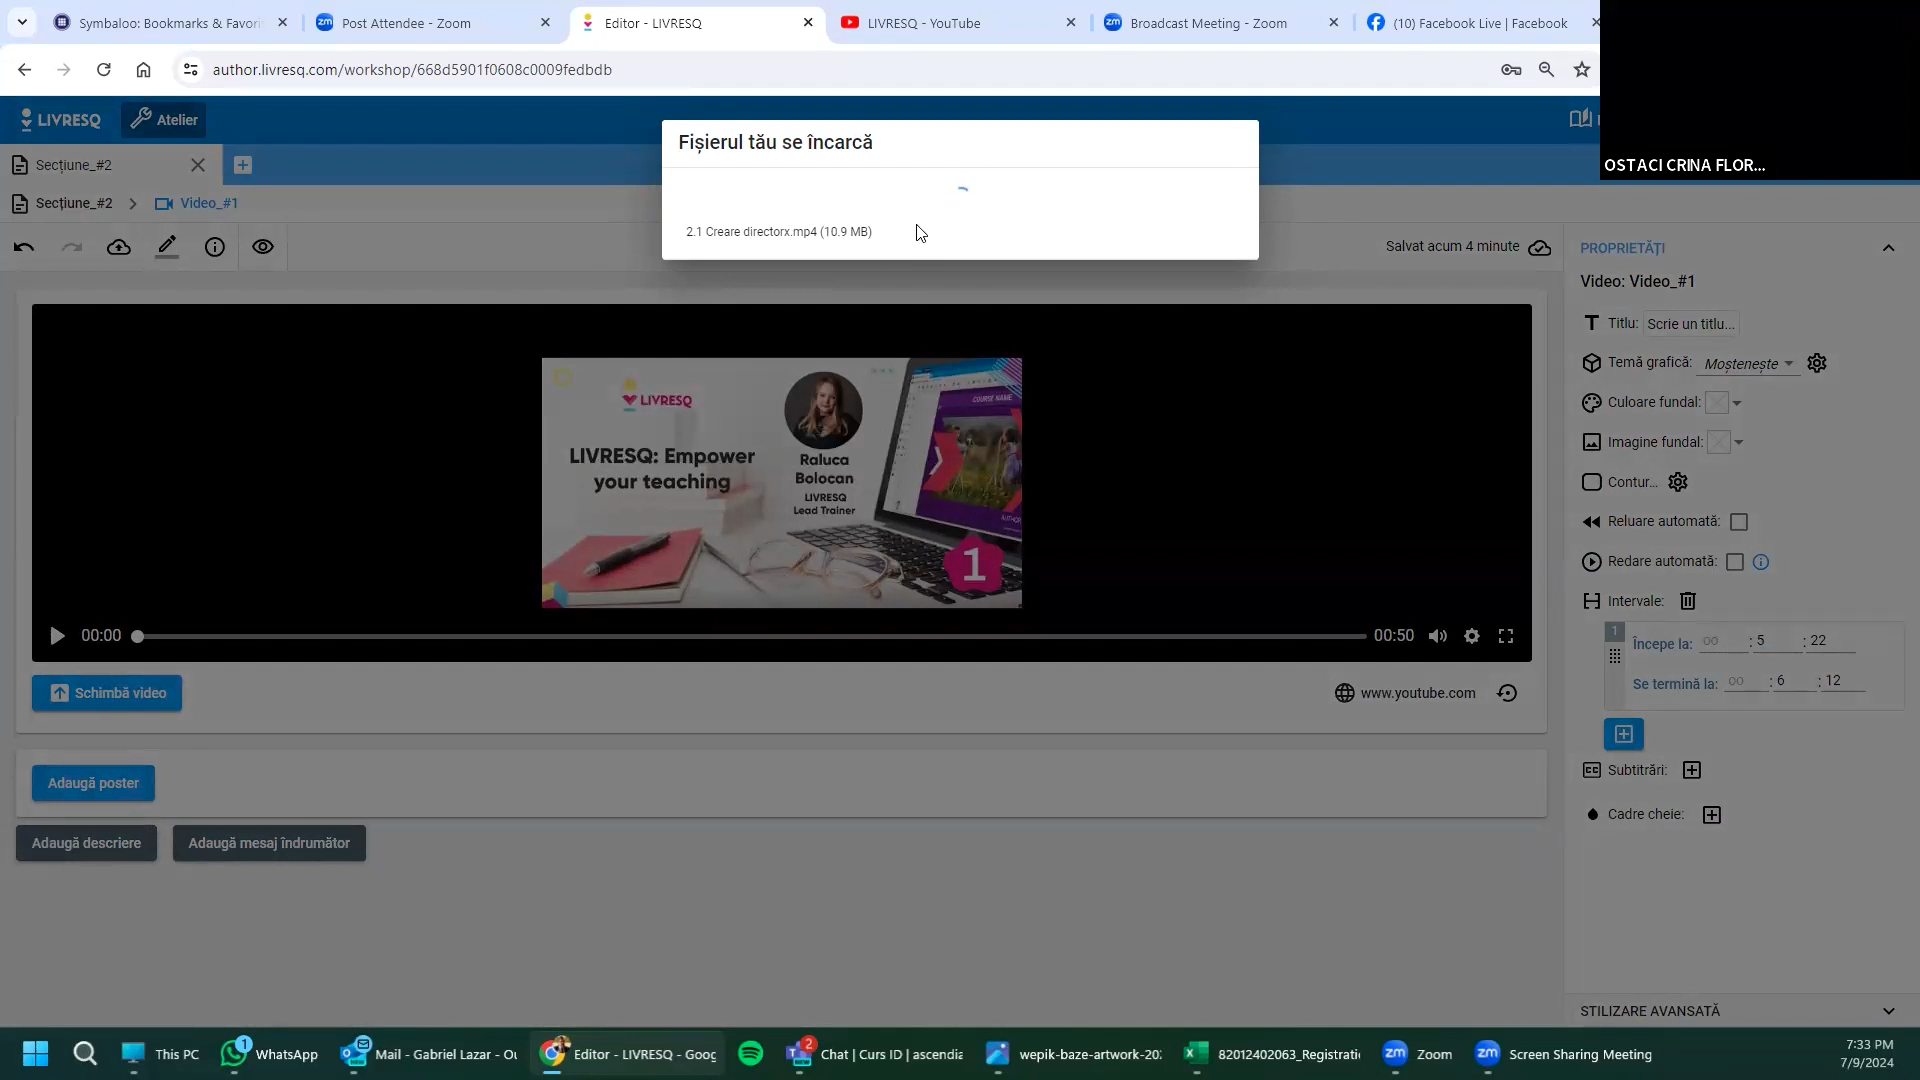 Symbaloo: Bookmarks & Favori
Post Attendee - Zoom
Editor - LIVRESQ
LIVRESQ - YouTube
Broadcast Meeting - Zoom
(10) Facebook Live | Facebook
author.livresq.com/workshop/668d5901f0608c0009fedbdb
LIVRESQ
Atelier
Fișierul tău se încarcă
2.1 Creare directorx.mp4 (10.9 MB)
OSTACI CRINA FLOR...
Secțiune_#2
Secțiune_#2
Video_#1
Salvat acum 4 minute
PROPRIETĂȚI
Video: Video_#1
Titlu: Scrie un titlu...
Temă grafică: Moștenește
Culoare fundal:
Imagine fundal:
Contur...
Reluare automată:
Redare automată:
Intervale:
1
Începe la: 00 : 5 : 22
Se termină la: 00 : 6 : 12
Subtitrări:
Cadre cheie:
STILIZARE AVANSATĂ
LIVRESQ
COURSE NAME
LIVRESQ: Empower
your teaching
Raluca
Bolocan
LIVRESQ
Lead Trainer
1
00:00
00:50
Schimbă video
www.youtube.com
Adaugă poster
Adaugă descriere
Adaugă mesaj îndrumător
This PC
1
WhatsApp
Mail - Gabriel Lazar - Ou
Editor - LIVRESQ - Goog
2
Chat | Curs ID | ascendia
wepik-baze-artwork-202
82012402063_Registrati
Zoom
Screen Sharing Meeting
7:33 PM
7/9/2024